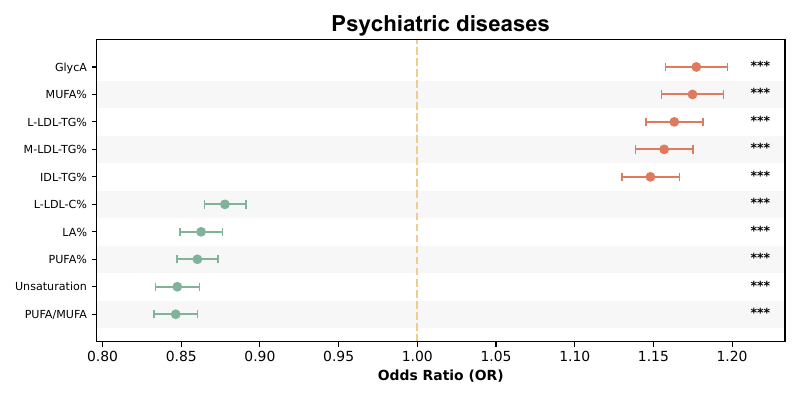 Psychiatric diseases
GlycA ***
MUFA% ***
L-LDL-TG% ***
M-LDL-TG% ***
IDL-TG% ***
L-LDL-C% ***
LA% ***
PUFA% ***
Unsaturation ***
PUFA/MUFA ***
0.80 0.85 0.90 0.95 1.00 1.05 1.10 1.15 1.20
Odds Ratio (OR)